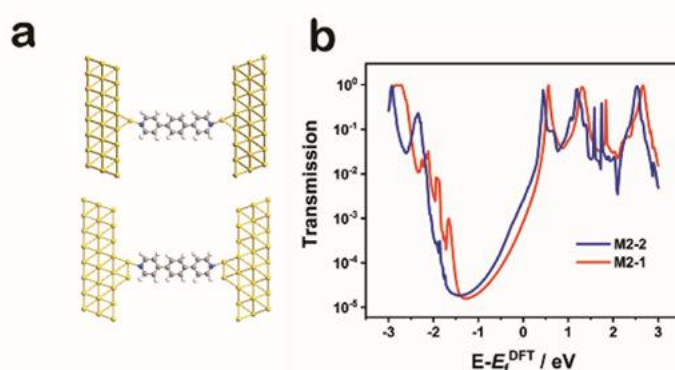 a
b
Transmission
10⁰
10⁻¹
10⁻²
10⁻³
10⁻⁴
10⁻⁵
M2-2
M2-1
-3 -2 -1 0 1 2 3
E-E_f^DFT / eV